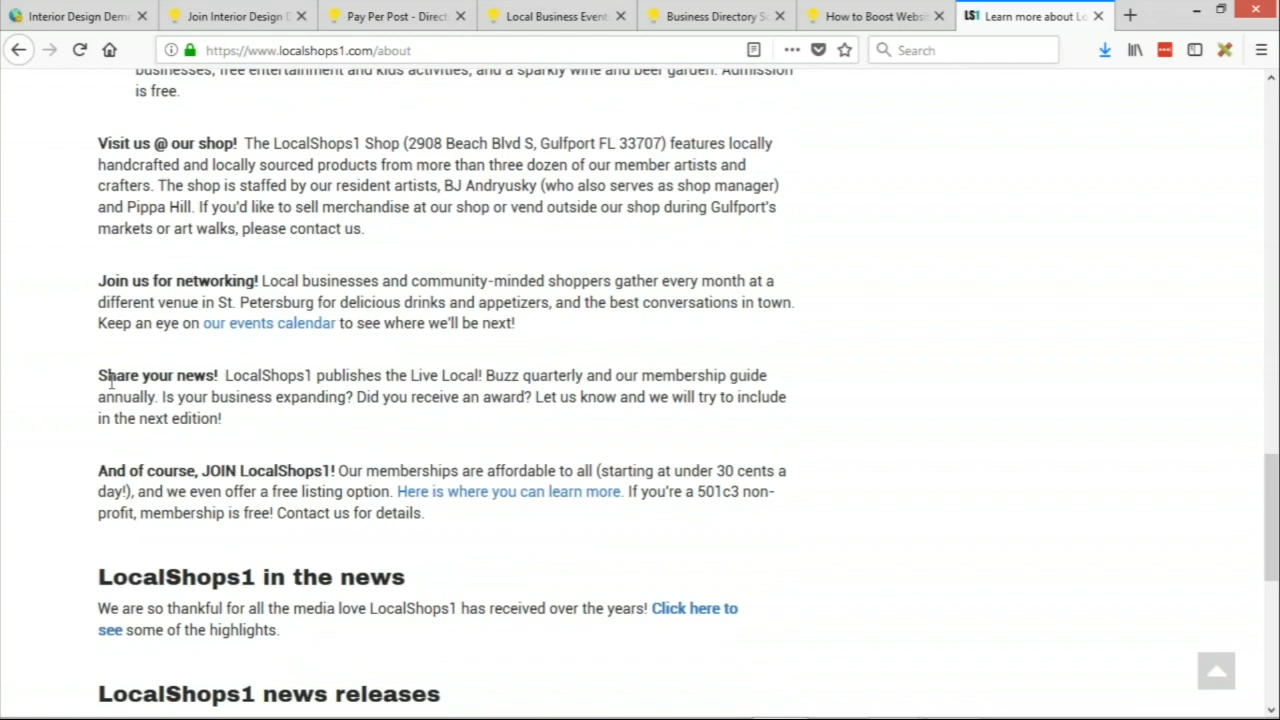 Interior Design Demo
Join Interior Design D
Pay Per Post - Direct
Local Business Event
Business Directory So
How to Boost Websi
LS1 Learn more about Lo
https://www.localshops1.com/about
Search
businesses, free entertainment and kids activities, and a sparkly wine and beer garden. Admission
is free.
Visit us @ our shop! The LocalShops1 Shop (2908 Beach Blvd S, Gulfport FL 33707) features locally
handcrafted and locally sourced products from more than three dozen of our member artists and
crafters. The shop is staffed by our resident artists, BJ Andryusky (who also serves as shop manager)
and Pippa Hill. If you'd like to sell merchandise at our shop or vend outside our shop during Gulfport's
markets or art walks, please contact us.
Join us for networking! Local businesses and community-minded shoppers gather every month at a
different venue in St. Petersburg for delicious drinks and appetizers, and the best conversations in town.
Keep an eye on our events calendar to see where we'll be next!
Share your news! LocalShops1 publishes the Live Local! Buzz quarterly and our membership guide
annually. Is your business expanding? Did you receive an award? Let us know and we will try to include
in the next edition!
And of course, JOIN LocalShops1! Our memberships are affordable to all (starting at under 30 cents a
day!), and we even offer a free listing option. Here is where you can learn more. If you're a 501c3 non-
profit, membership is free! Contact us for details.
LocalShops1 in the news
We are so thankful for all the media love LocalShops1 has received over the years! Click here to
see some of the highlights.
LocalShops1 news releases